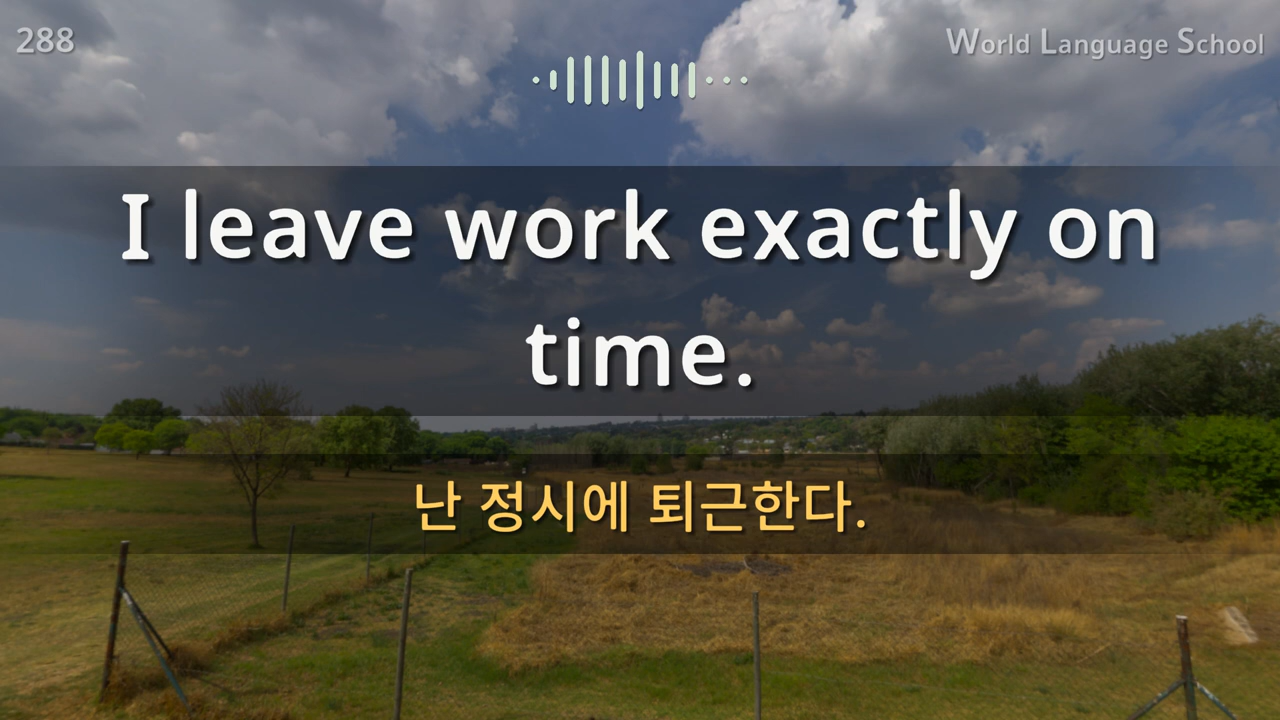 288
World Language School
I leave work exactly on
time.
난 정시에 퇴근한다.